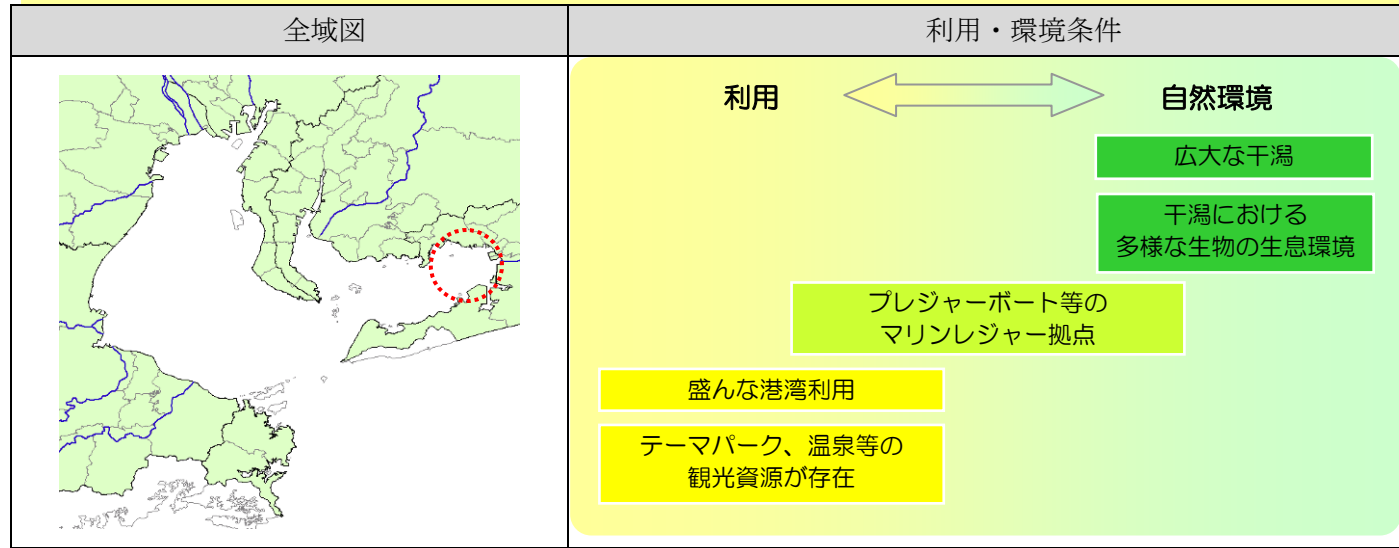 全域図
利用・環境条件
利用
自然環境
広大な干潟
干潟における
多様な生物の生息環境
プレジャーボート等の
マリンレジャー拠点
盛んな港湾利用
テーマパーク、温泉等の
観光資源が存在